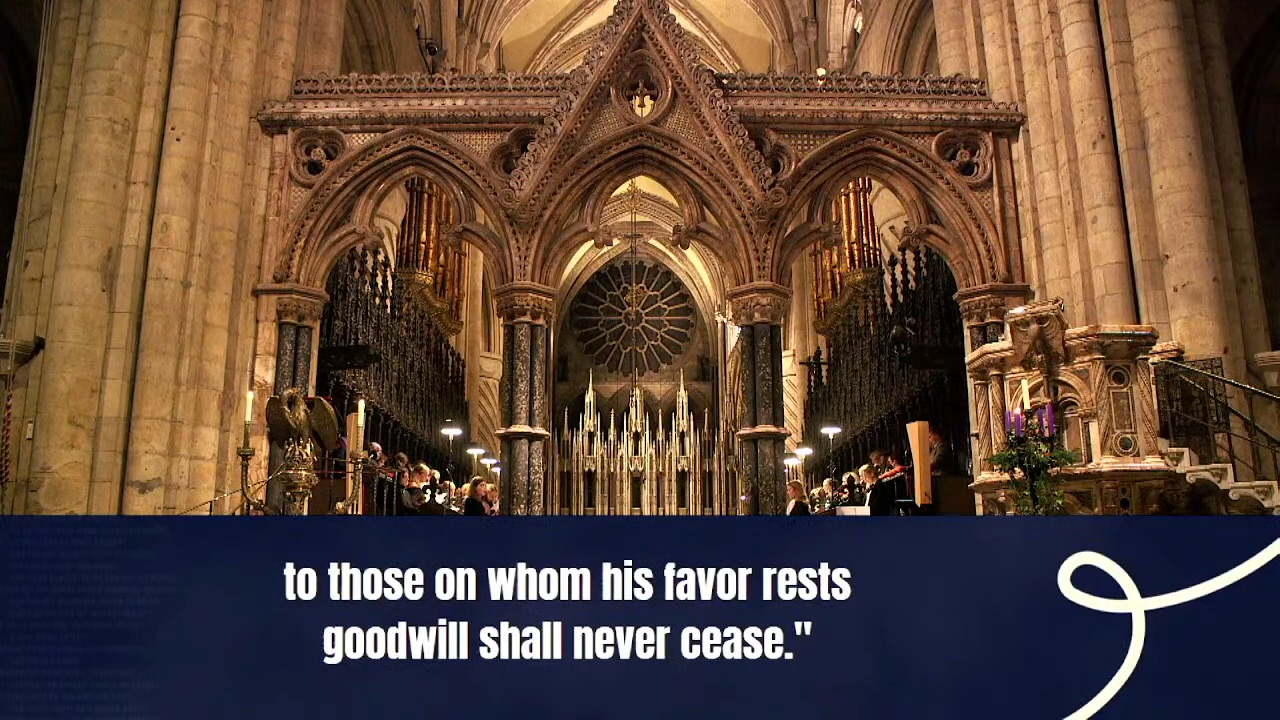 to those on whom his favor rests
goodwill shall never cease."